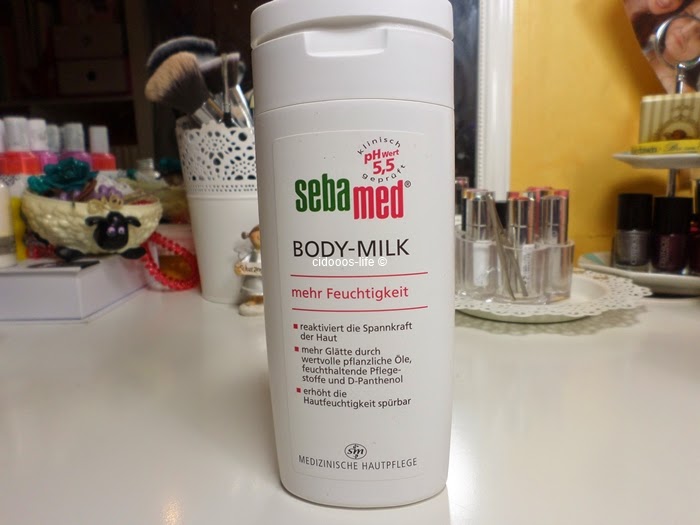 klinisch
pH Wert
5,5
geprüft
sebamed®
BODY-MILK
cidooos-life ©
mehr Feuchtigkeit
▪ reaktiviert die Spannkraft
der Haut
▪ mehr Glätte durch
wertvolle pflanzliche Öle,
feuchthaltende Pflege-
stoffe und D-Panthenol
▪ erhöht die
Hautfeuchtigkeit spürbar
sm
MEDIZINISCHE HAUTPFLEGE